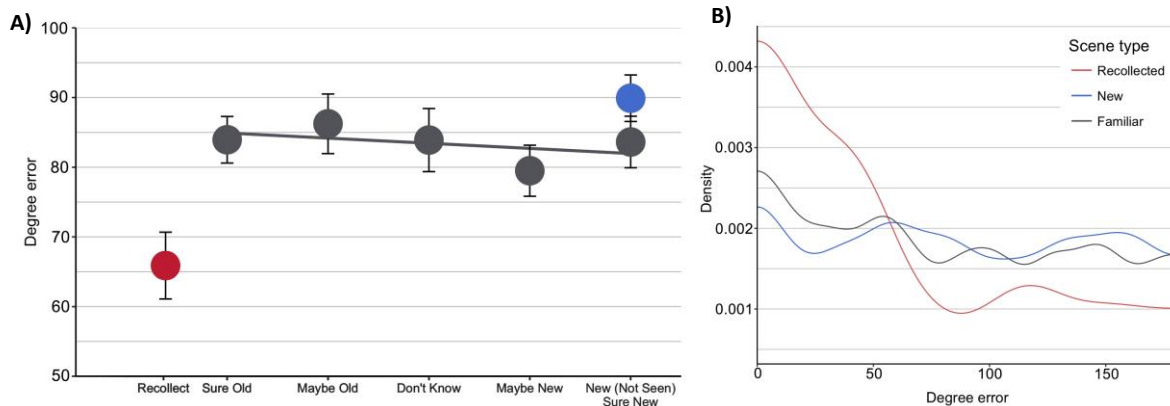 A)
100
90
80
70
60
50
Degree error
Recollect Sure Old Maybe Old Don't Know Maybe New New (Not Seen)
Sure New
B)
Scene type
Recollected
New
Familiar
0.004
0.003
0.002
0.001
Density
0 50 100 150
Degree error